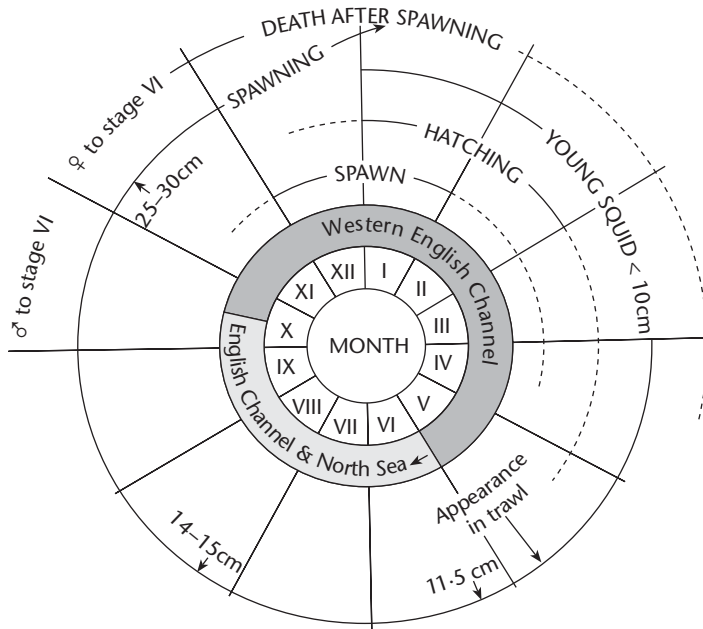 DEATH AFTER SPAWNING
SPAWNING
♀ to stage VI
♂ to stage VI
25–30cm
HATCHING
SPAWN
YOUNG SQUID < 10cm
Western English Channel
English Channel & North Sea
MONTH
I
II
III
IV
V
VI
VII
VIII
IX
X
XI
XII
Appearance
in trawl
11·5 cm
14–15cm